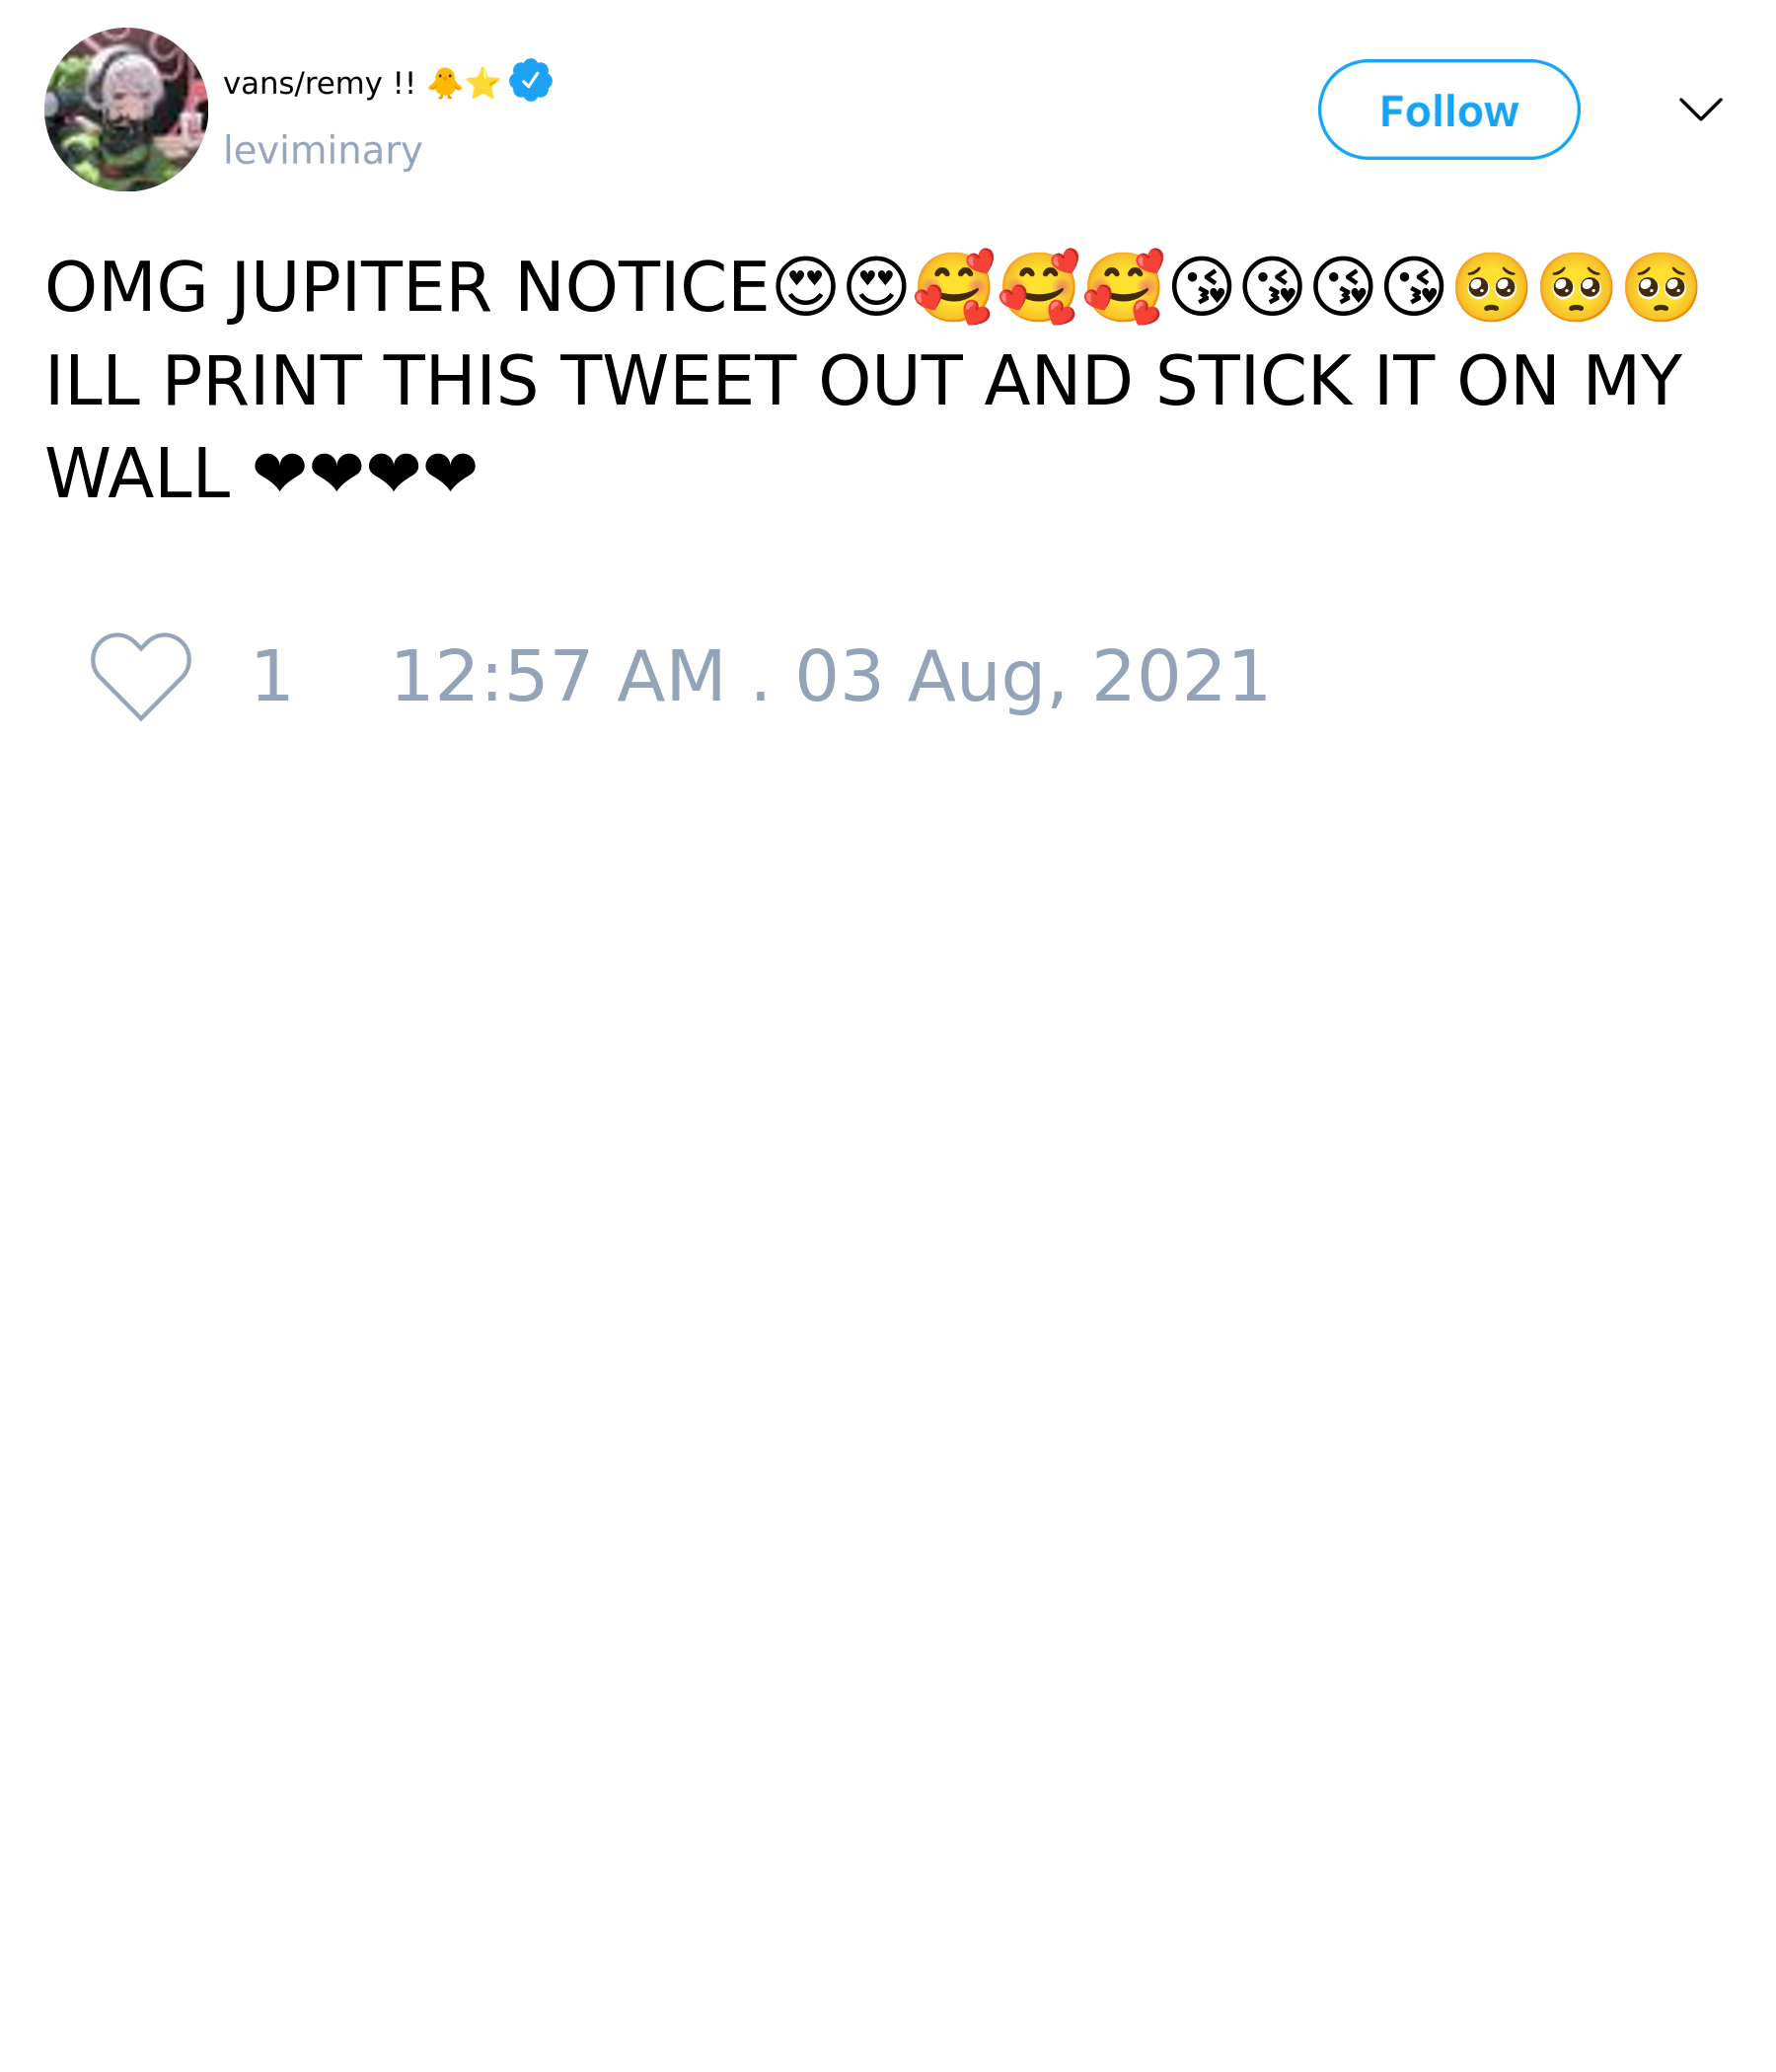 vans/remy !! 🐥⭐
leviminary
Follow
OMG JUPITER NOTICE😍😍🥰🥰🥰😘😘😘😘🥺🥺🥺
ILL PRINT THIS TWEET OUT AND STICK IT ON MY
WALL ❤❤❤❤
1 12:57 AM . 03 Aug, 2021